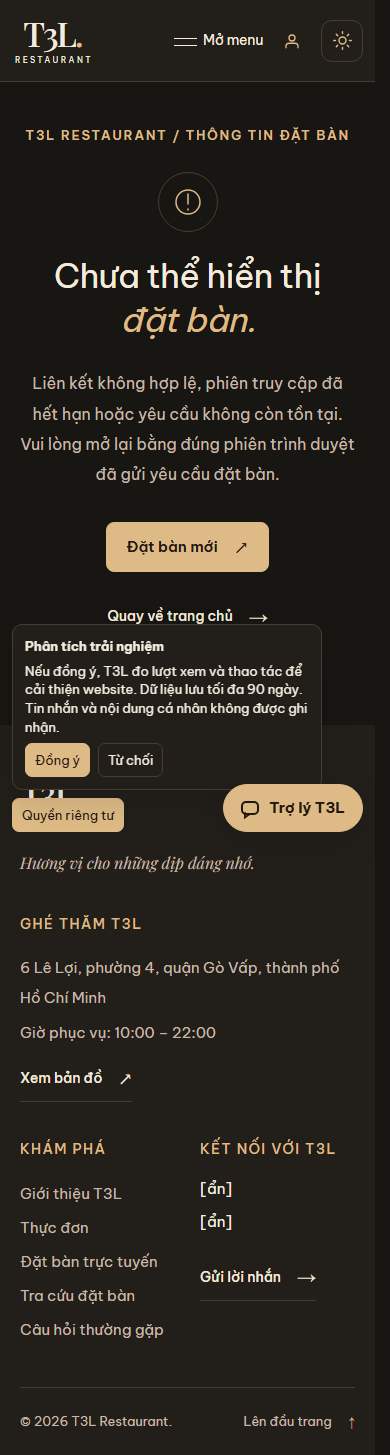 T3L.
RESTAURANT
Mở menu
T3L RESTAURANT / THÔNG TIN ĐẶT BÀN
Chưa thể hiển thị
đặt bàn.
Liên kết không hợp lệ, phiên truy cập đã
hết hạn hoặc yêu cầu không còn tồn tại.
Vui lòng mở lại bằng đúng phiên trình duyệt
đã gửi yêu cầu đặt bàn.
Đặt bàn mới ↗
Quay về trang chủ →
Phân tích trải nghiệm
Nếu đồng ý, T3L đo lượt xem và thao tác để
cải thiện website. Dữ liệu lưu tối đa 90 ngày.
Tin nhắn và nội dung cá nhân không được ghi
nhận.
Đồng ý
Từ chối
Quyền riêng tư
Trợ lý T3L
Hương vị cho những dịp đáng nhớ.
GHÉ THĂM T3L
6 Lê Lợi, phường 4, quận Gò Vấp, thành phố
Hồ Chí Minh
Giờ phục vụ: 10:00 – 22:00
Xem bản đồ ↗
KHÁM PHÁ
Giới thiệu T3L
Thực đơn
Đặt bàn trực tuyến
Tra cứu đặt bàn
Câu hỏi thường gặp
KẾT NỐI VỚI T3L
[ẩn]
[ẩn]
Gửi lời nhắn →
© 2026 T3L Restaurant.
Lên đầu trang ↑